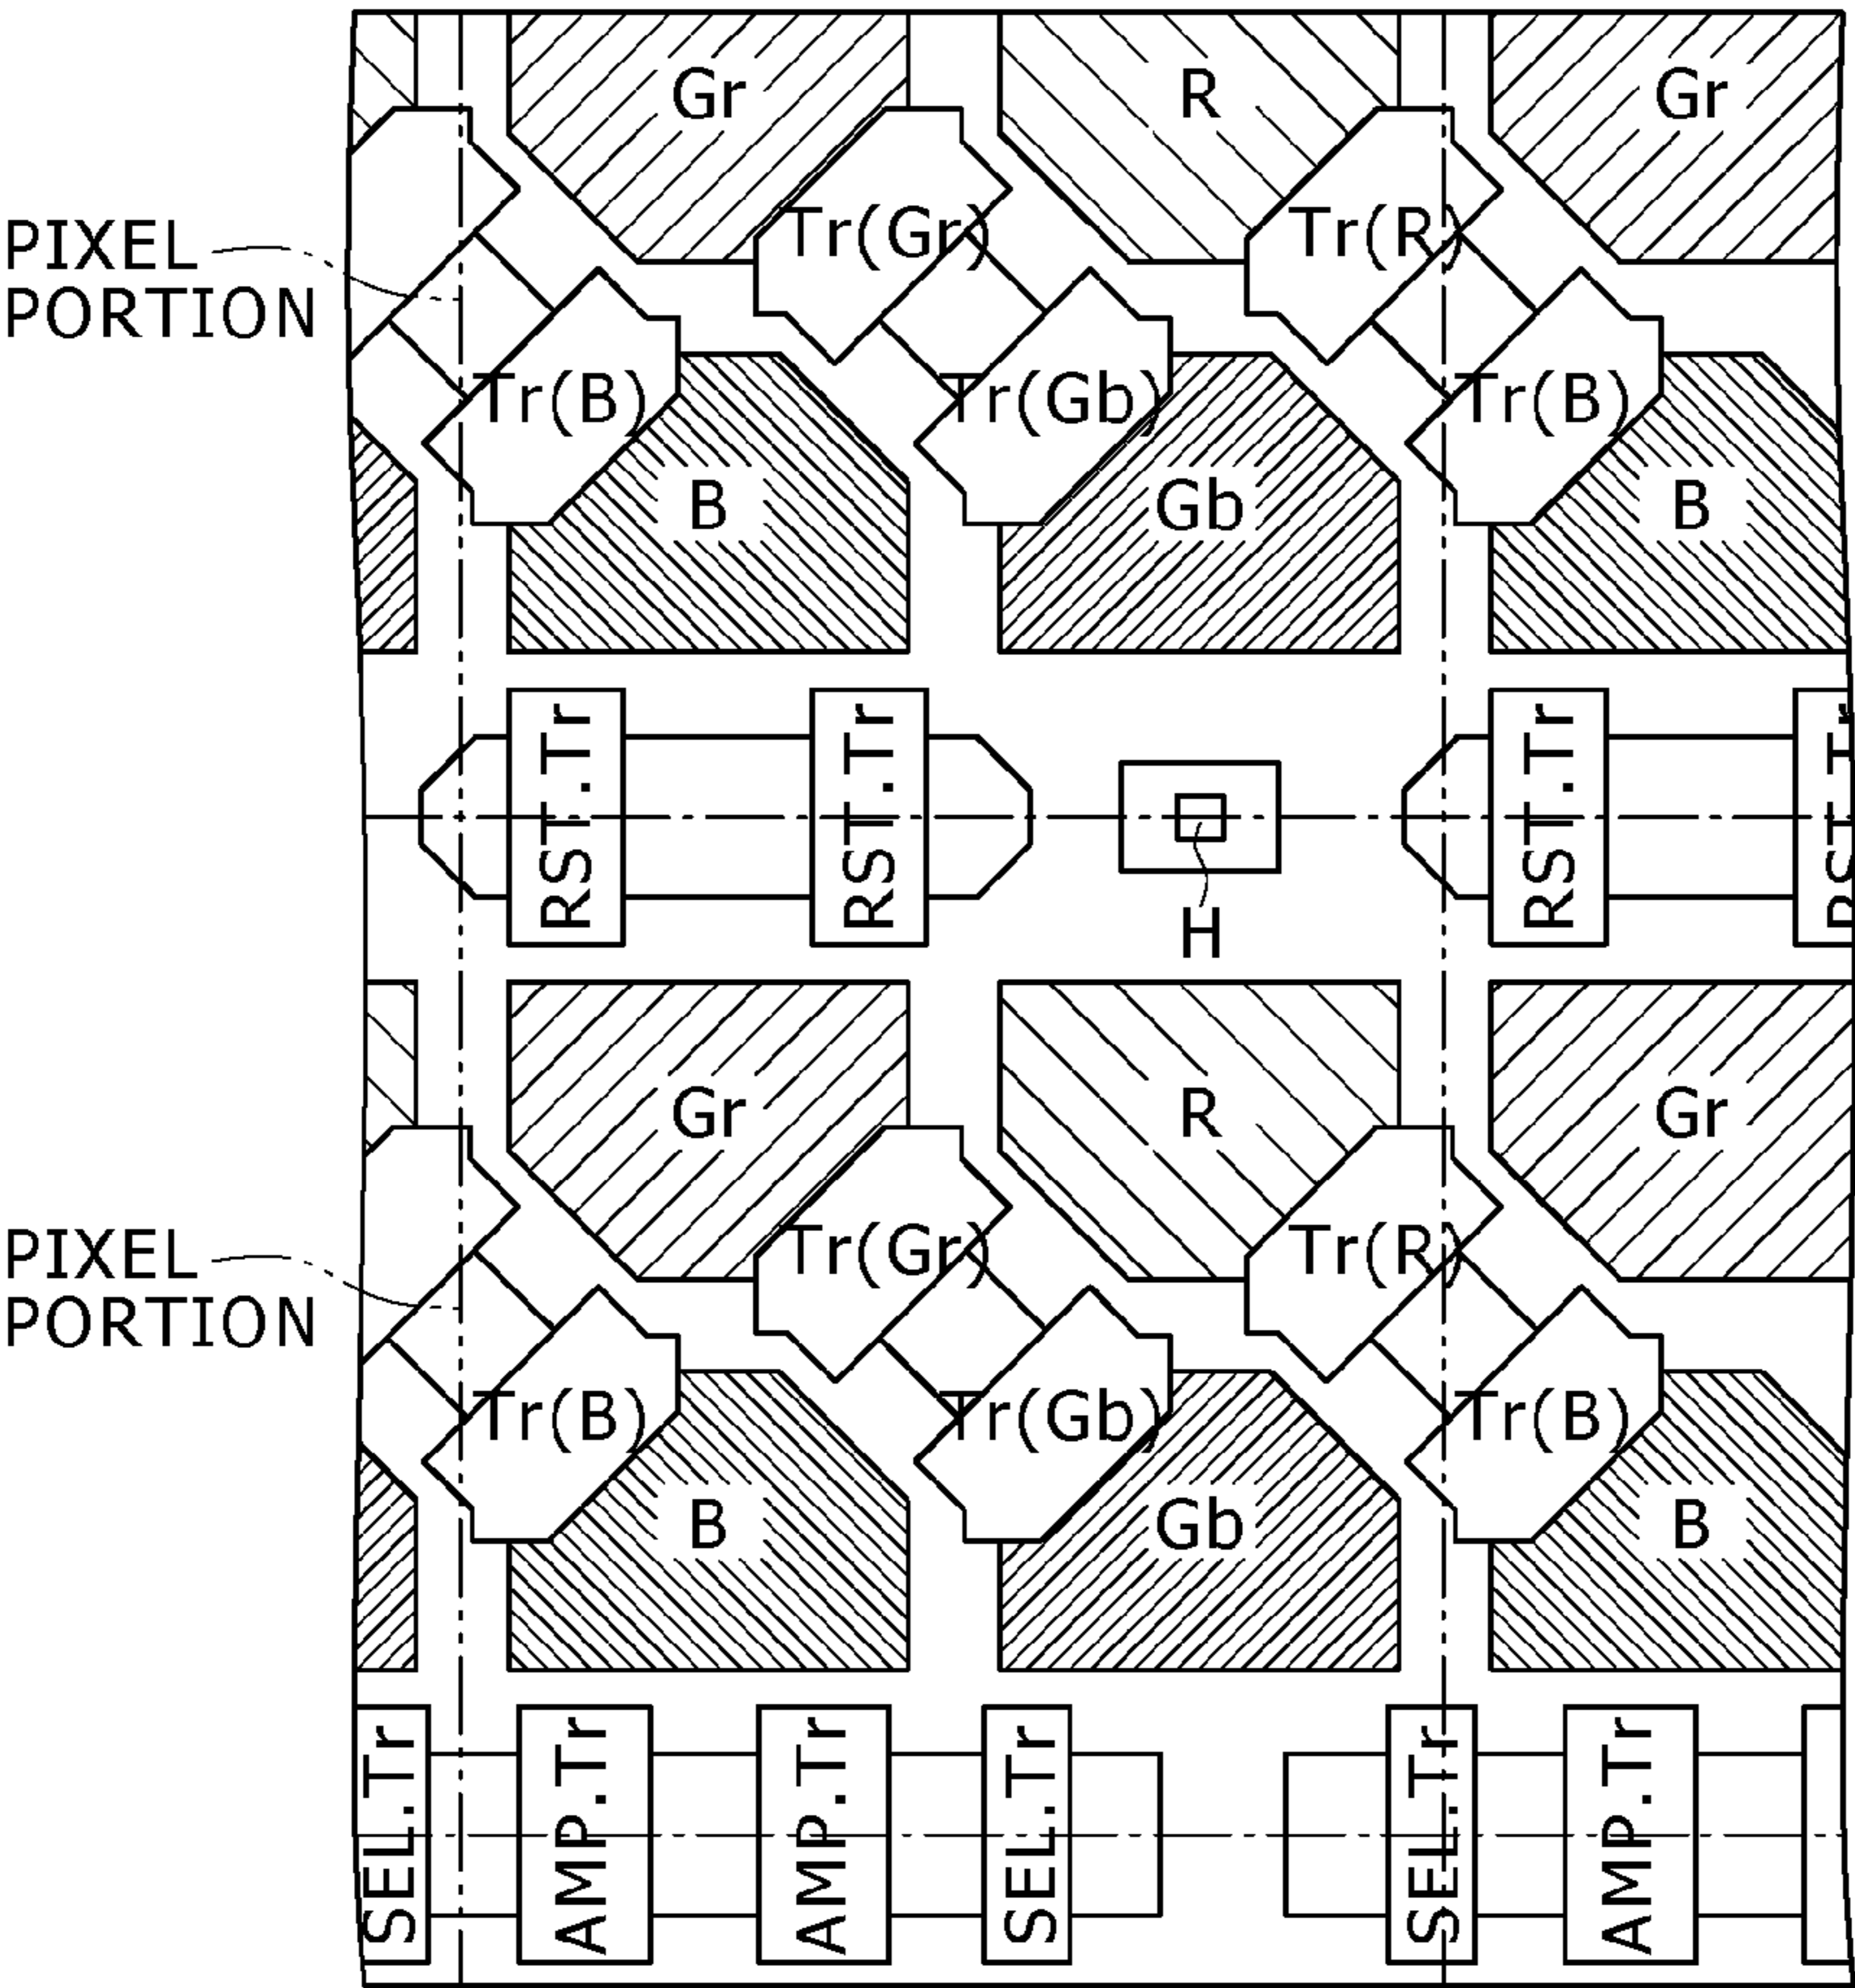 Gr R Gr
PIXEL
PORTION
Tr(Gr) Tr(R)
Tr(B) Tr(Gb) Tr(B)
B Gb B
RST.Tr RST.Tr RST.Tr RST.Tr
H
Gr R Gr
PIXEL
PORTION
Tr(Gr) Tr(R)
Tr(B) Tr(Gb) Tr(B)
B Gb B
SEL.Tr AMP.Tr AMP.Tr SEL.Tr SEL.Tr AMP.Tr